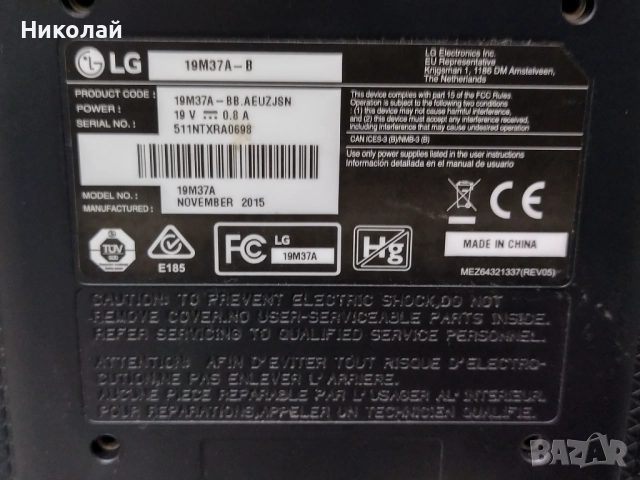 Николай
LG
19M37A-B
LG Electronics Inc.
EU Representative
Krijgsman 1, 1186 DM Amstelveen,
The Netherlands
PRODUCT CODE : 19M37A-BB.AEUZJSN
POWER : 19 V ⎓ 0.8 A
SERIAL NO. : 511NTXRA0698
This device complies with part 15 of the FCC Rules.
Operation is subject to the following two conditions :
(1) this device may not cause harmful interference,
and (2) this device must accept any interference
received, including interference that may cause
undesired operation.
CAN ICES-3 (B)/NMB-3 (B)
Use only power supplies listed in the user instructions
Información detallada en el manual de usuario
MODEL NO. : 19M37A
MANUFACTURED : NOVEMBER 2015
TÜV
SÜD
E185
FC
LG
19M37A
Hg
CE
MADE IN CHINA
MEZ64321337(REV05)
CAUTION: TO PREVENT ELECTRIC SHOCK,DO NOT
REMOVE COVER.NO USER-SERVICEABLE PARTS INSIDE.
REFER SERVICING TO QUALIFIED SERVICE PERSONNEL.
ATTENTION: AFIN D'EVITER TOUT RISQUE D'ELECTRO-
CUTION,NE PAS ENLEVER L'ARRIERE.
AUCUNE PIECE REPARABLE PAR L'USAGER AL'INTERIEUR.
POUR REPARATIONS,APPELER UN TECHNICIEN QUALIFIE.
BAZAR